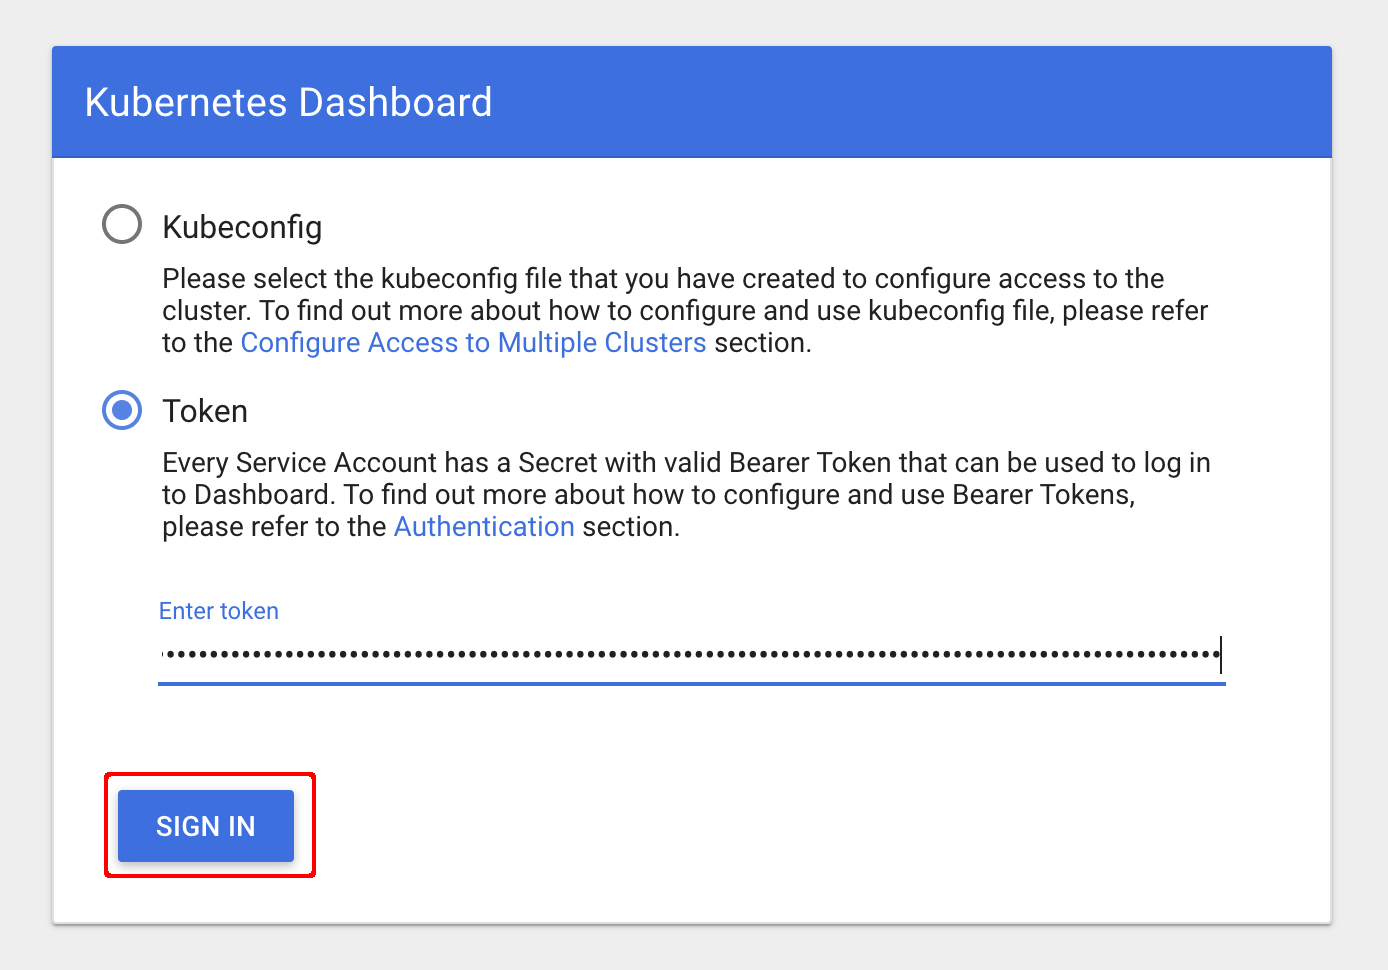 Kubernetes Dashboard
Kubeconfig
Please select the kubeconfig file that you have created to configure access to the
cluster. To find out more about how to configure and use kubeconfig file, please refer
to the Configure Access to Multiple Clusters section.
Token
Every Service Account has a Secret with valid Bearer Token that can be used to log in
to Dashboard. To find out more about how to configure and use Bearer Tokens,
please refer to the Authentication section.
Enter token
SIGN IN